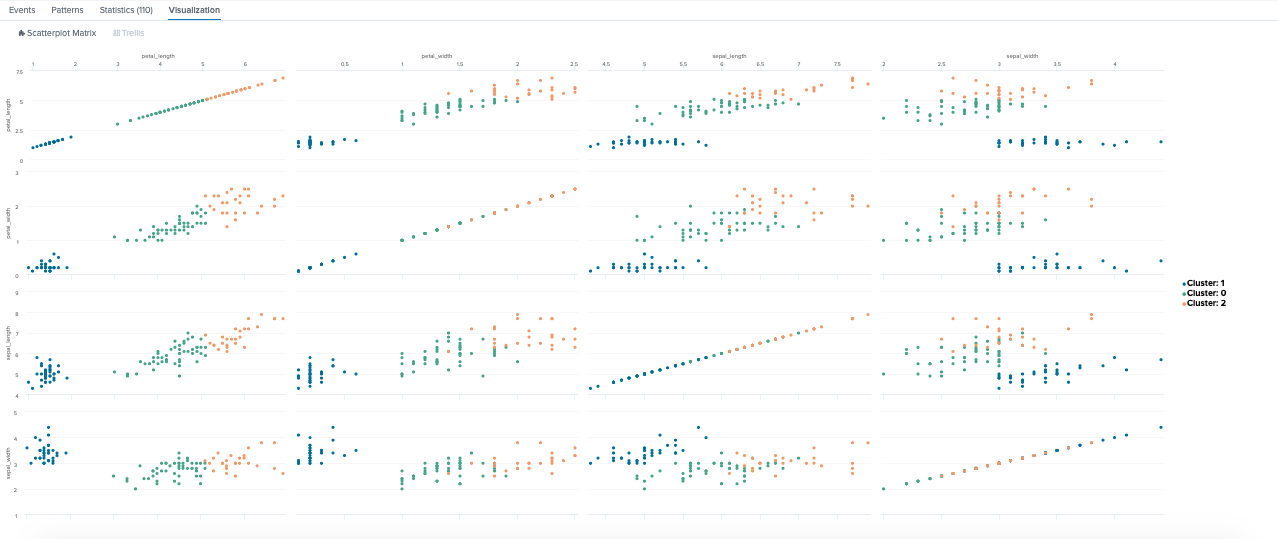 Events Patterns Statistics (110) Visualization
Scatterplot Matrix Trellis
petal_length petal_width sepal_length sepal_width
1 2 3 4 5 6 0.5 1 1.5 2 2.5 4.5 5 5.5 6 6.5 7 7.5 2 2.5 3 3.5 4
7.5
5
petal_length
2.5
0
3
2
petal_width
1
0
9
8
7
sepal_length
6
5
4
Cluster: 1
Cluster: 0
Cluster: 2
5
4
sepal_width
3
2
1